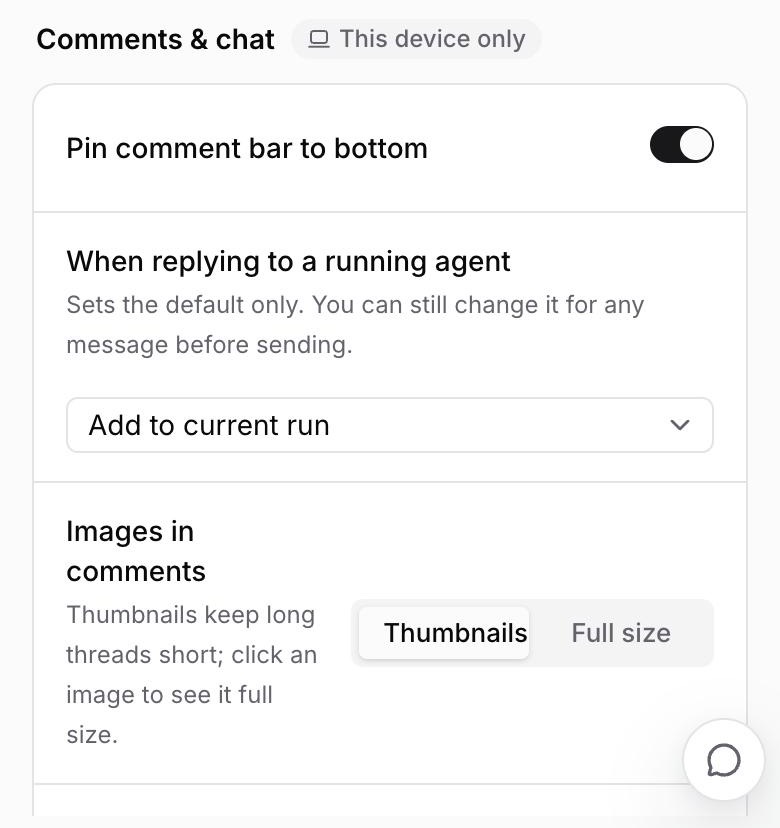 Comments & chat
This device only
Pin comment bar to bottom
When replying to a running agent
Sets the default only. You can still change it for any
message before sending.
Add to current run
Images in
comments
Thumbnails keep long
threads short; click an
image to see it full
size.
Thumbnails
Full size